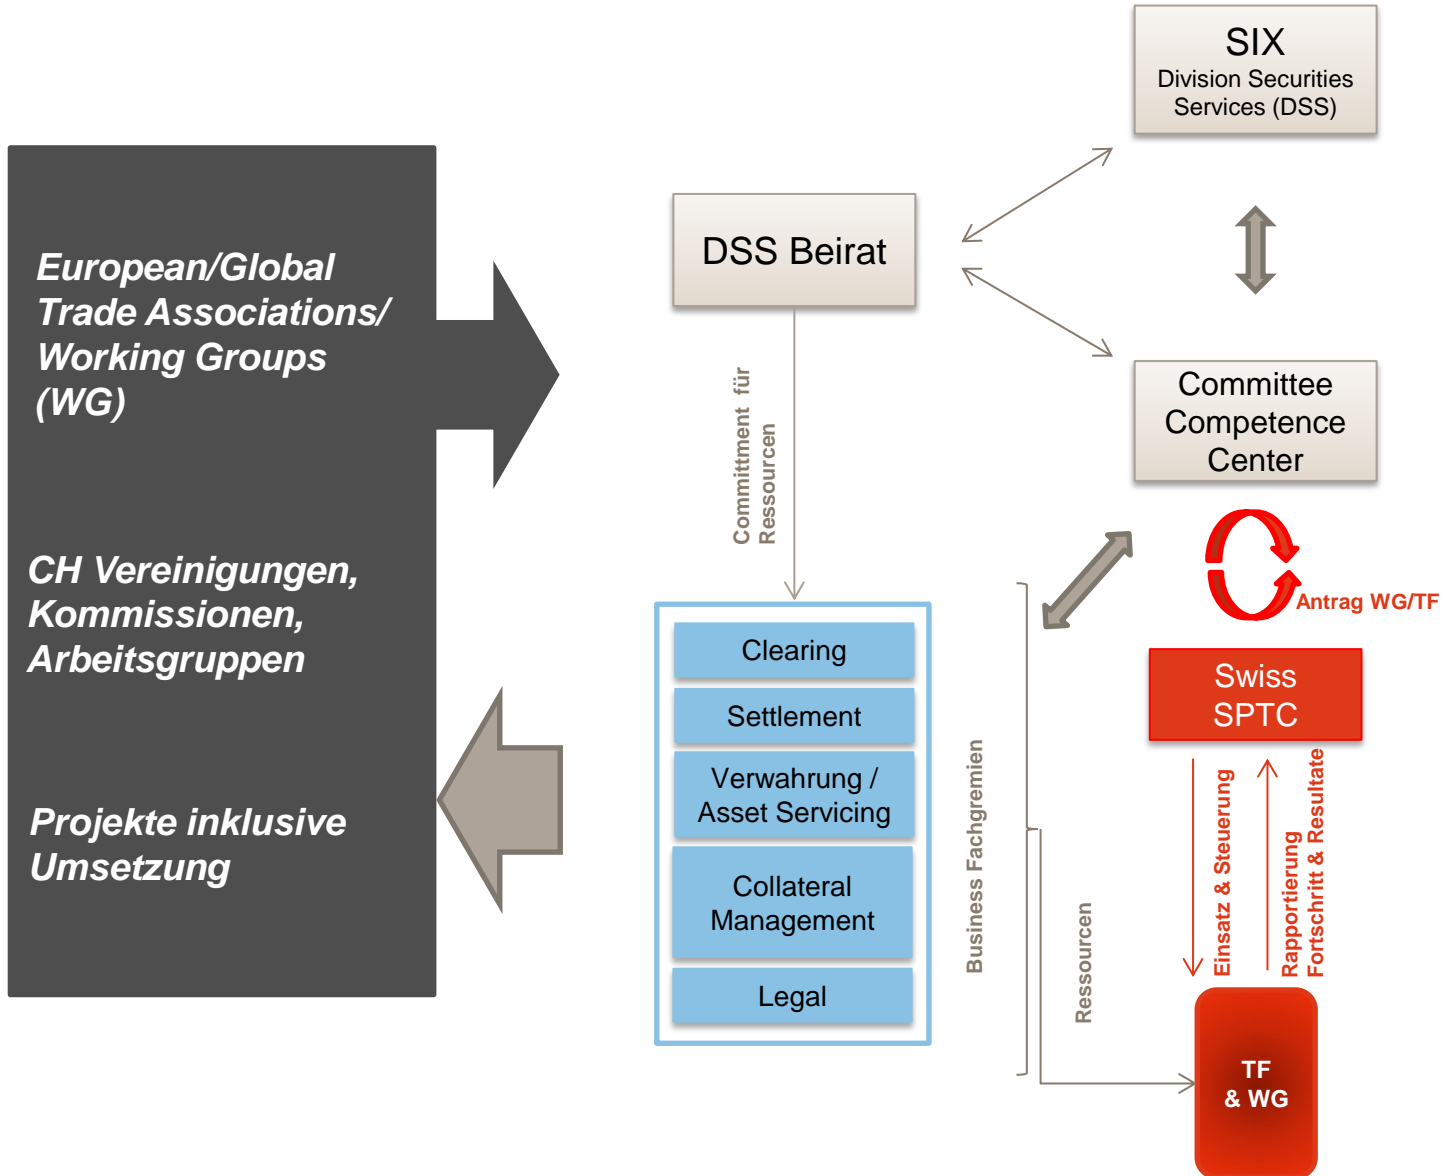 SIX
Division Securities
Services (DSS)
European/Global
Trade Associations/
Working Groups
(WG)
CH Vereinigungen,
Kommissionen,
Arbeitsgruppen
Projekte inklusive
Umsetzung
DSS Beirat
Committment für
Ressourcen
Committee
Competence
Center
Antrag WG/TF
Clearing
Settlement
Verwahrung /
Asset Servicing
Collateral
Management
Legal
Business Fachgremien
Ressourcen
Swiss
SPTC
Einsatz & Steuerung
Rapportierung
Fortschritt & Resultate
TF
& WG